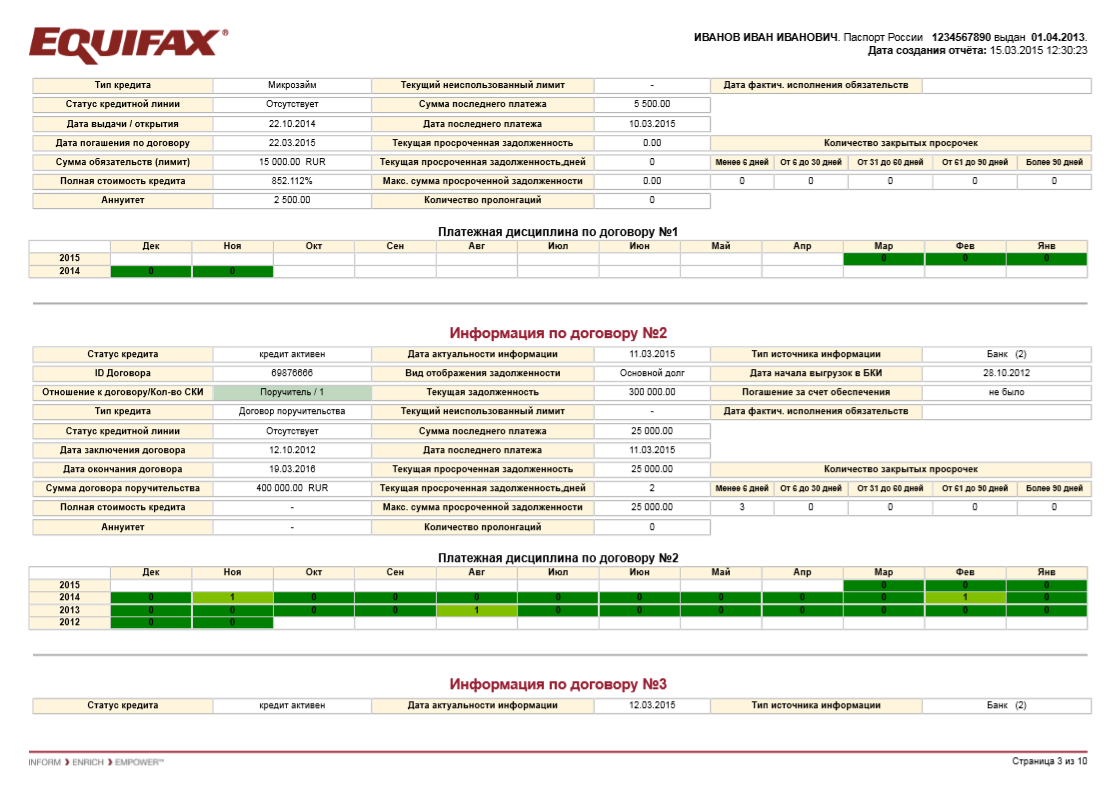 EQUIFAX®
ИВАНОВ ИВАН ИВАНОВИЧ. Паспорт России 1234567890 выдан 01.04.2013.
Дата создания отчёта: 15.03.2015 12:30:23
Тип кредита Микрозайм Текущий неиспользованный лимит - Дата фактич. исполнения обязательств
Статус кредитной линии Отсутствует Сумма последнего платежа 5 500.00
Дата выдачи / открытия 22.10.2014 Дата последнего платежа 10.03.2015
Дата погашения по договору 22.03.2015 Текущая просроченная задолженность 0.00 Количество закрытых просрочек
Сумма обязательств (лимит) 15 000.00 RUR Текущая просроченная задолженность,дней 0 Менее 6 дней От 6 до 30 дней От 31 до 60 дней От 61 до 90 дней Более 90 дней
Полная стоимость кредита 852.112% Макс. сумма просроченной задолженности 0.00 0 0 0 0 0
Аннуитет 2 500.00 Количество пролонгаций 0
Платежная дисциплина по договору №1
Дек Ноя Окт Сен Авг Июл Июн Май Апр Мар Фев Янв
2015 0 0 0
2014 0 0
Информация по договору №2
Статус кредита кредит активен Дата актуальности информации 11.03.2015 Тип источника информации Банк (2)
ID Договора 69876666 Вид отображения задолженности Основной долг Дата начала выгрузок в БКИ 28.10.2012
Отношение к договору/Кол-во СКИ Поручитель / 1 Текущая задолженность 300 000.00 Погашение за счет обеспечения не было
Тип кредита Договор поручительства Текущий неиспользованный лимит - Дата фактич. исполнения обязательств
Статус кредитной линии Отсутствует Сумма последнего платежа 25 000.00
Дата заключения договора 12.10.2012 Дата последнего платежа 11.03.2015
Дата окончания договора 19.03.2016 Текущая просроченная задолженность 25 000.00 Количество закрытых просрочек
Сумма договора поручительства 400 000.00 RUR Текущая просроченная задолженность,дней 2 Менее 6 дней От 6 до 30 дней От 31 до 60 дней От 61 до 90 дней Более 90 дней
Полная стоимость кредита - Макс. сумма просроченной задолженности 25 000.00 3 0 0 0 0
Аннуитет - Количество пролонгаций 0
Платежная дисциплина по договору №2
Дек Ноя Окт Сен Авг Июл Июн Май Апр Мар Фев Янв
2015 0 0 0
2014 0 1 0 0 0 0 0 0 0 0 1 0
2013 0 0 0 0 1 0 0 0 0 0 0 0
2012 0 0
Информация по договору №3
Статус кредита кредит активен Дата актуальности информации 12.03.2015 Тип источника информации Банк (2)
INFORM ❯ ENRICH ❯ EMPOWER™
Страница 3 из 10